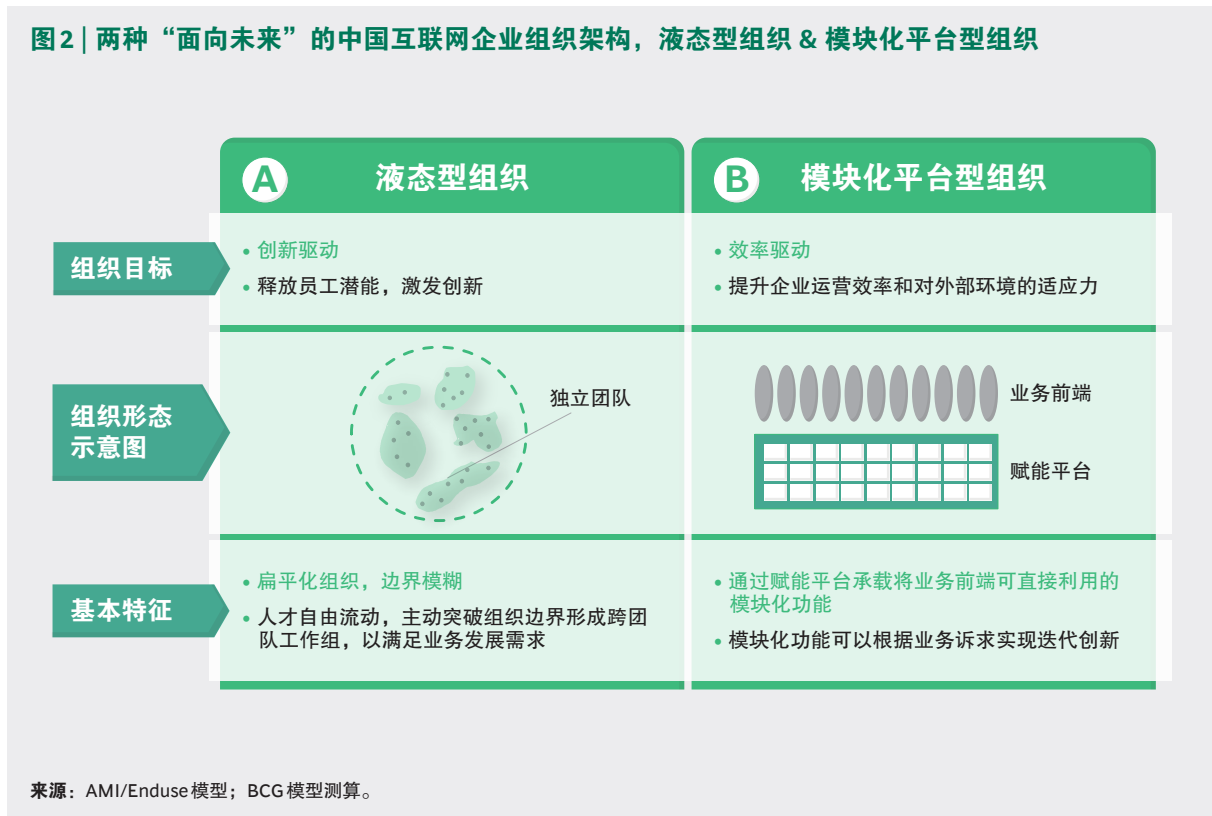 图2 | 两种“面向未来”的中国互联网企业组织架构，液态型组织 & 模块化平台型组织
A 液态型组织
B 模块化平台型组织
组织目标
• 创新驱动
• 释放员工潜能，激发创新
• 效率驱动
• 提升企业运营效率和对外部环境的适应力
组织形态
示意图
独立团队
业务前端
赋能平台
基本特征
• 扁平化组织，边界模糊
• 人才自由流动，主动突破组织边界形成跨团
队工作组，以满足业务发展需求
• 通过赋能平台承载将业务前端可直接利用的
模块化功能
• 模块化功能可以根据业务诉求实现迭代创新
来源：AMI/Enduse模型；BCG模型测算。